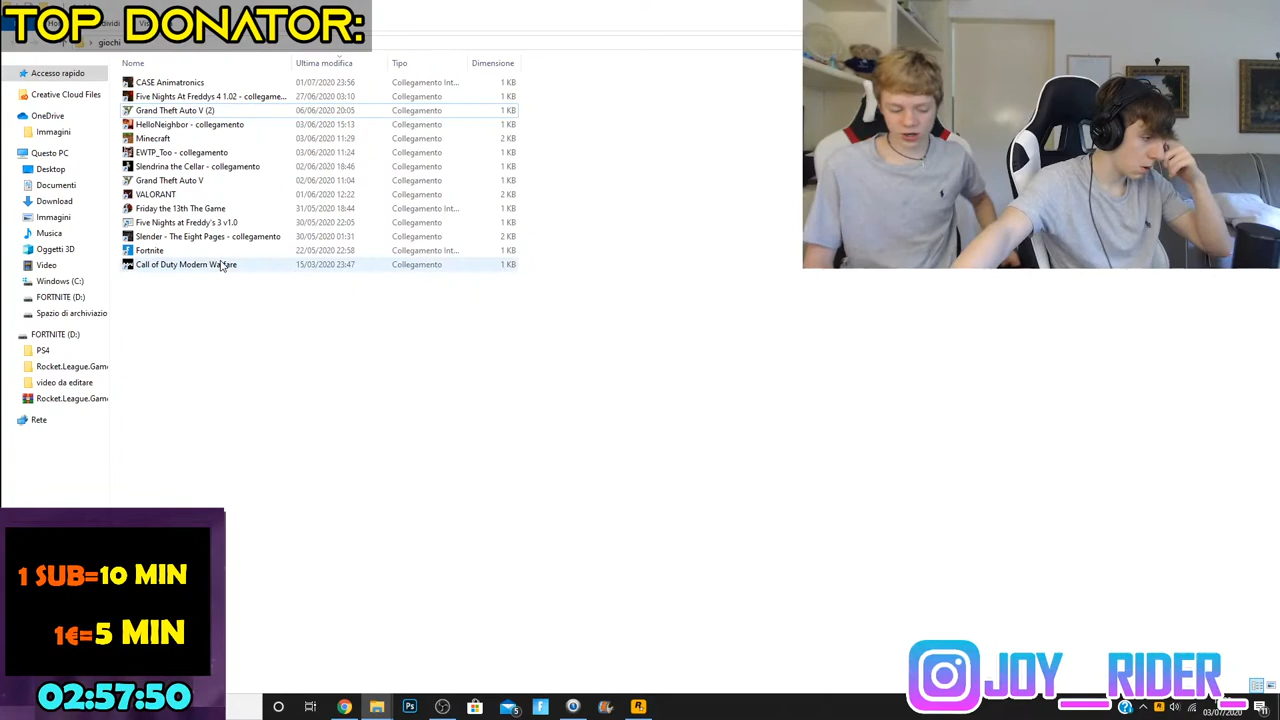 TOP DONATOR:
giochi
Nome Ultima modifica Tipo Dimensione
Accesso rapido
Creative Cloud Files
OneDrive
Immagini
Questo PC
Desktop
Documenti
Download
Immagini
Musica
Oggetti 3D
Video
Windows (C:)
FORTNITE (D:)
Spazio di archiviazio
FORTNITE (D:)
PS4
Rocket.League.Game
video da editare
Rocket.League.Game
Rete
CASE Animatronics 01/07/2020 23:56 Collegamento Int... 1 KB
Five Nights At Freddys 4 1.02 - collegame... 27/06/2020 03:10 Collegamento 1 KB
Grand Theft Auto V (2) 06/06/2020 20:05 Collegamento 1 KB
HelloNeighbor - collegamento 03/06/2020 15:13 Collegamento 1 KB
Minecraft 03/06/2020 11:29 Collegamento 2 KB
EWTP_Too - collegamento 03/06/2020 11:24 Collegamento 1 KB
Slendrina the Cellar - collegamento 02/06/2020 18:46 Collegamento 1 KB
Grand Theft Auto V 02/06/2020 11:04 Collegamento 1 KB
VALORANT 01/06/2020 12:22 Collegamento 2 KB
Friday the 13th The Game 31/05/2020 18:44 Collegamento Int... 1 KB
Five Nights at Freddy's 3 v1.0 30/05/2020 22:05 Collegamento 1 KB
Slender - The Eight Pages - collegamento 30/05/2020 01:31 Collegamento 2 KB
Fortnite 22/05/2020 22:58 Collegamento Int... 1 KB
Call of Duty Modern Warfare 15/03/2020 23:47 Collegamento 1 KB
1 SUB=10 MIN
1€=5 MIN
02:57:50
JOY__RIDER_
03/07/2020